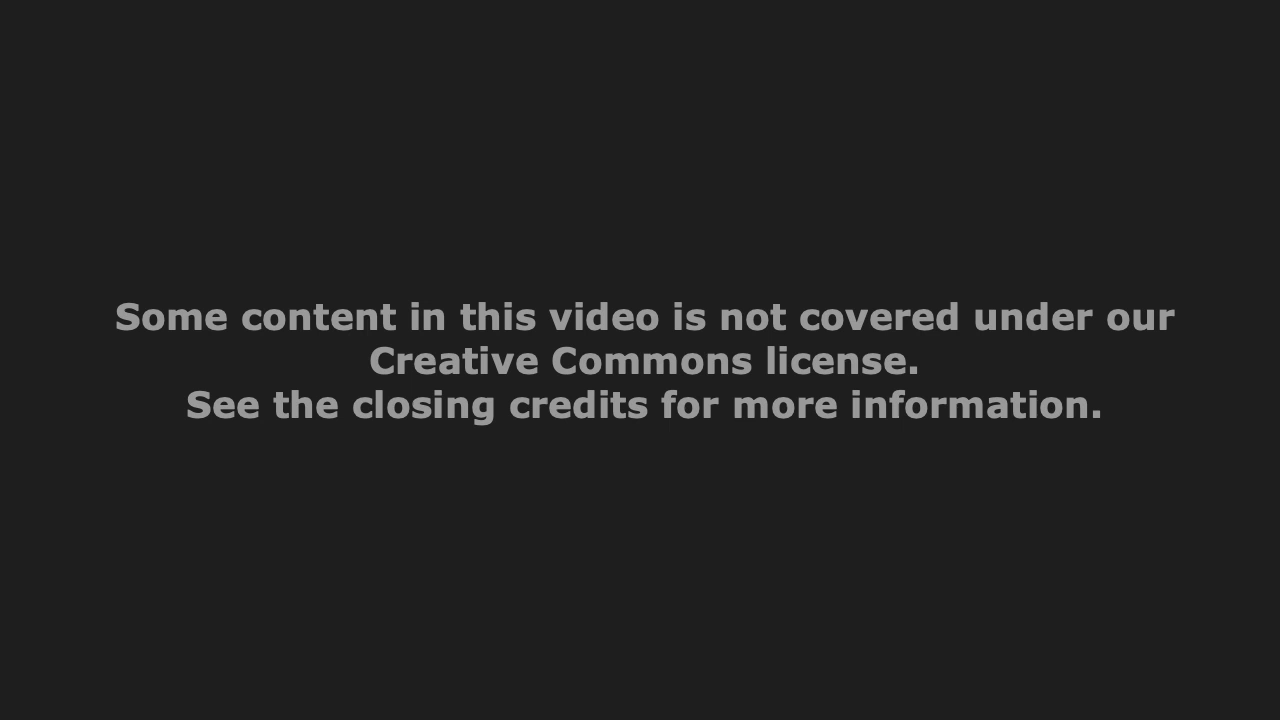 Some content in this video is not covered under our
Creative Commons license.
See the closing credits for more information.